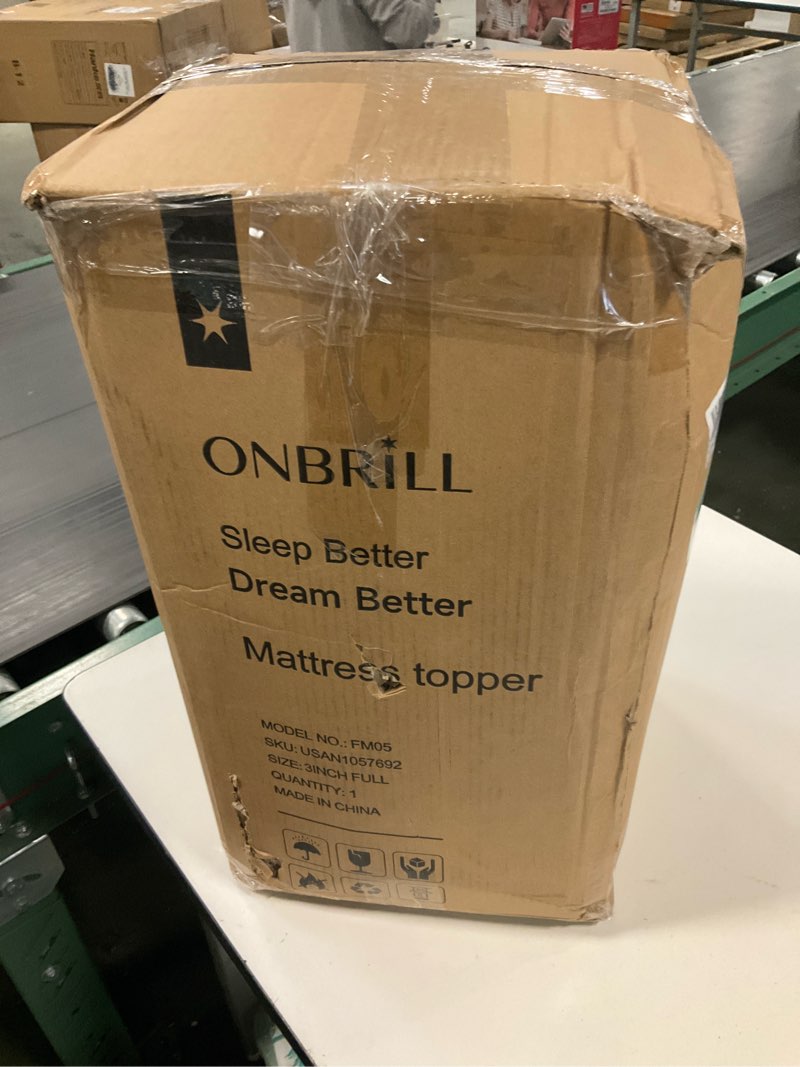 ONBRiLL
Sleep Better
Dream Better
Mattress topper
MODEL NO.: FM05
SKU: USAN1057692
SIZE: 3INCH FULL
QUANTITY: 1
MADE IN CHINA